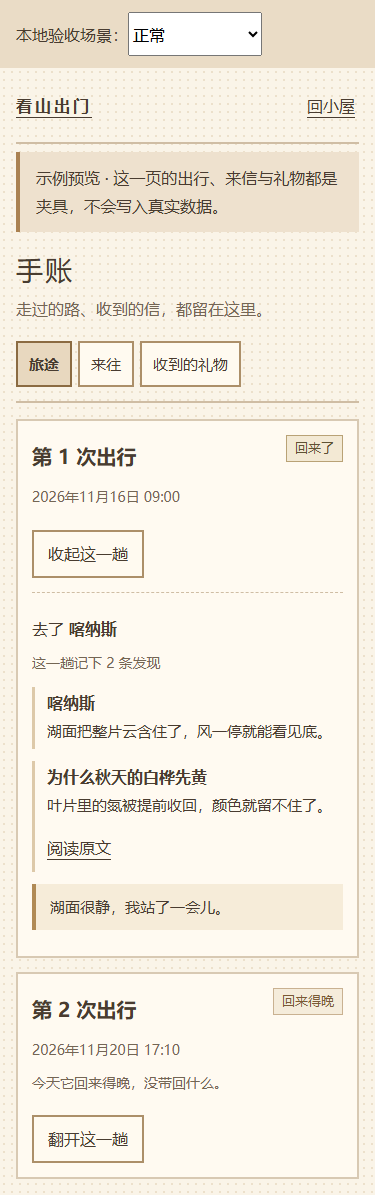 本地验收场景： 正常
看山出门 回小屋
示例预览 · 这一页的出行、来信与礼物都是
夹具，不会写入真实数据。
手账
走过的路、收到的信，都留在这里。
旅途 来往 收到的礼物
第 1 次出行 回来了
2026年11月16日 09:00
收起这一趟
去了 喀纳斯
这一趟记下 2 条发现
喀纳斯
湖面把整片云含住了，风一停就能看见底。
为什么秋天的白桦先黄
叶片里的氮被提前收回，颜色就留不住了。
阅读原文
湖面很静，我站了一会儿。
第 2 次出行 回来得晚
2026年11月20日 17:10
今天它回来得晚，没带回什么。
翻开这一趟